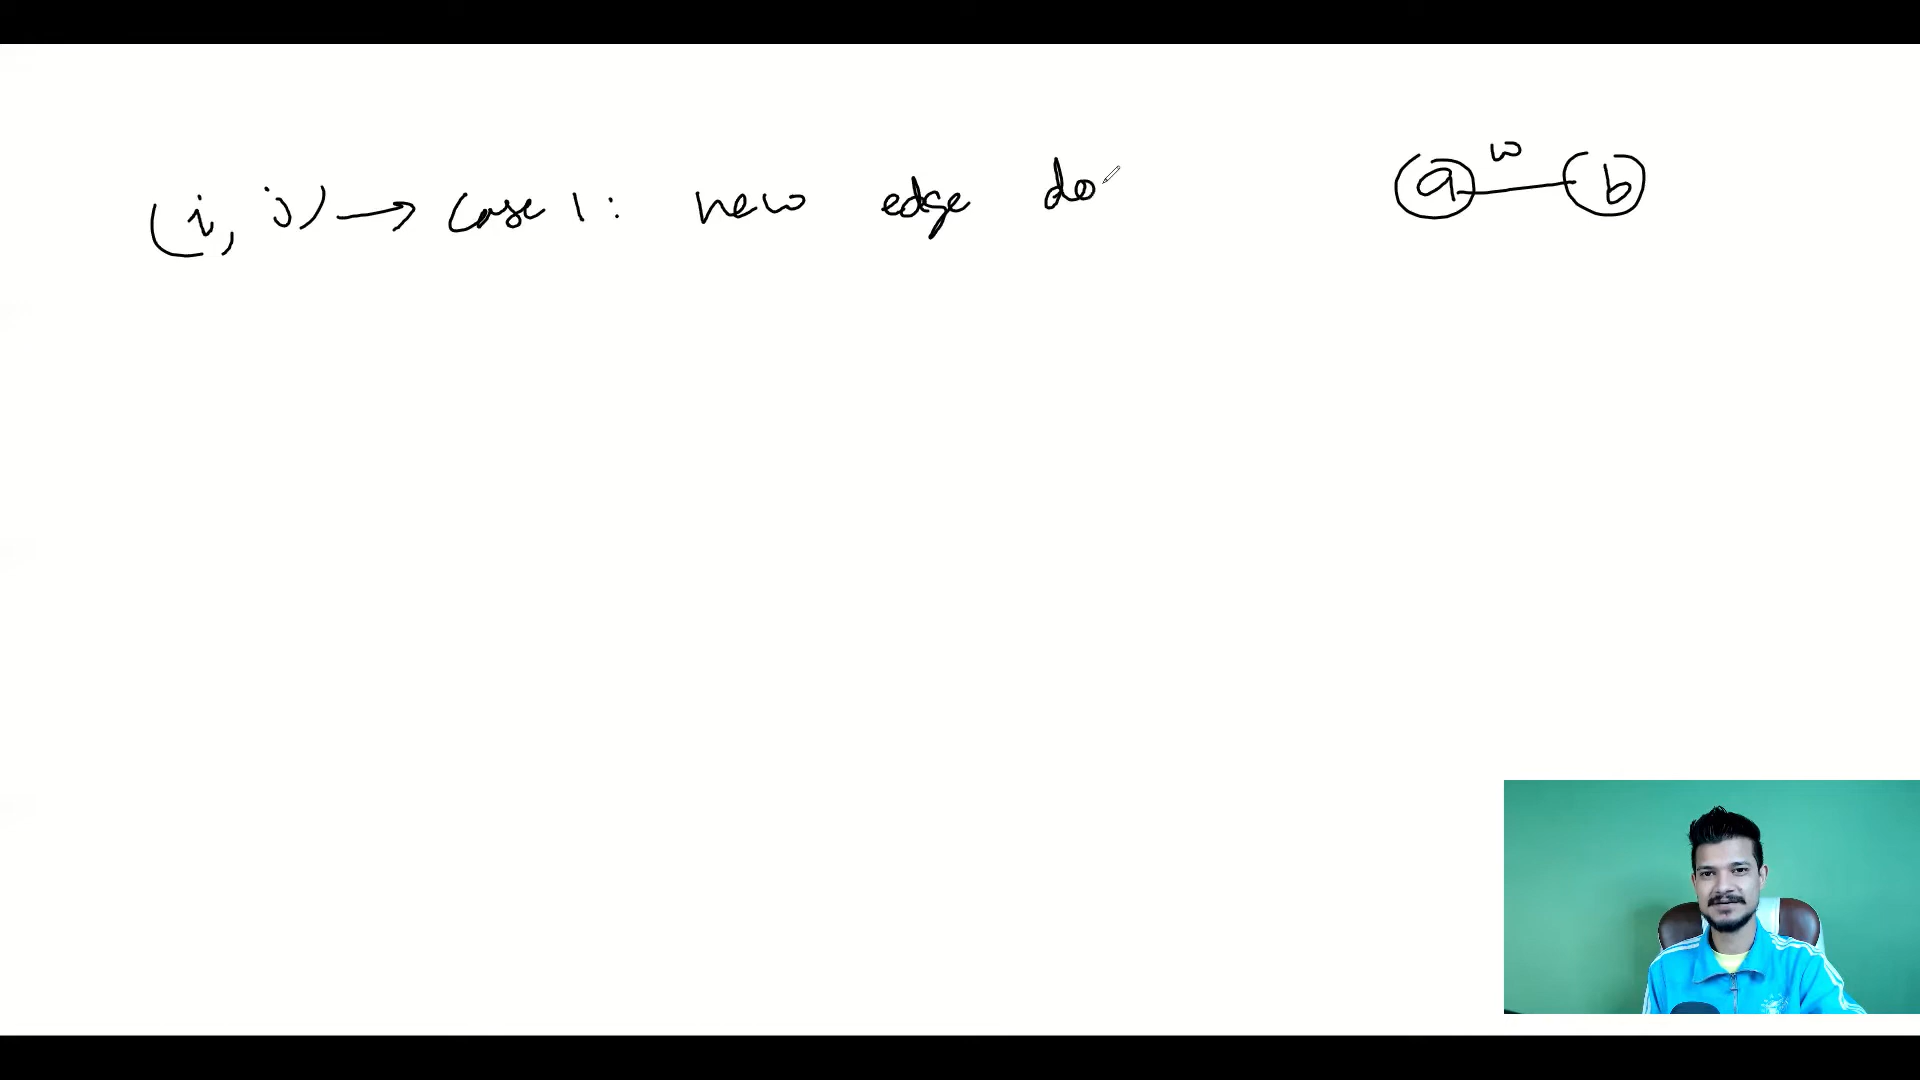 (i, j) → Case 1: new edge do
w
a b